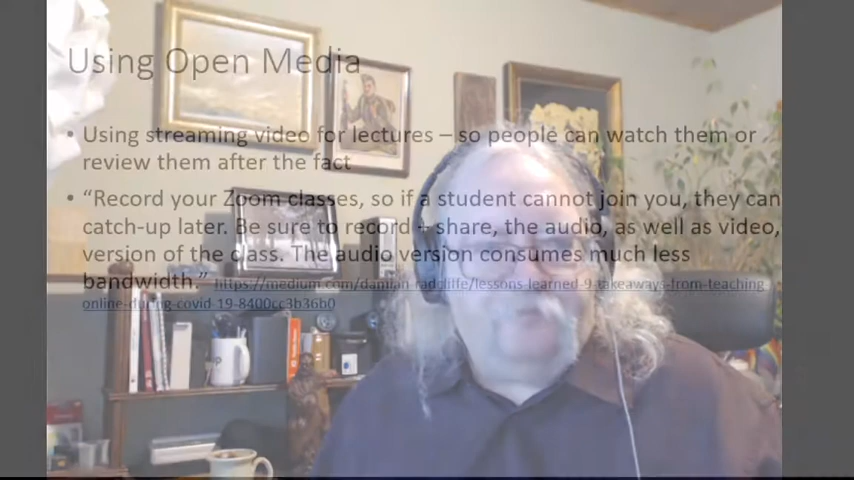 Using Open Media
• Using streaming video for lectures – so people can watch them or
review them after the fact
• “Record your Zoom classes, so if a student cannot join you, they can
catch-up later. Be sure to record – share, the audio, as well as video,
version of the class. The audio version consumes much less
bandwidth.” https://medium.com/damian-radcliffe/lessons-learned-9-takeaways-from-teaching-
online-during-covid-19-8400cc3b36b0